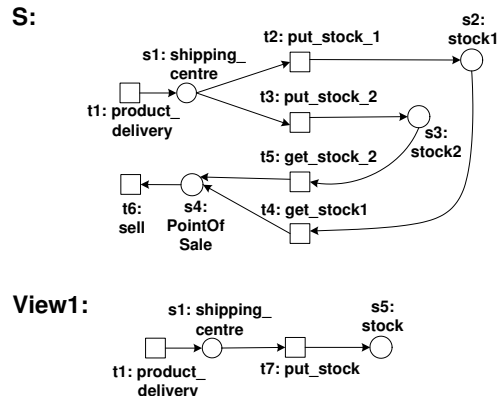 S:
s2:
stock1
t2: put_stock_1
s1: shipping_
centre
t3: put_stock_2
t1: product_
delivery
s3:
stock2
t5: get_stock_2
t4: get_stock1
t6:
sell
s4:
PointOf
Sale
View1:
s1: shipping_
centre
s5:
stock
t1: product_
delivery
t7: put_stock